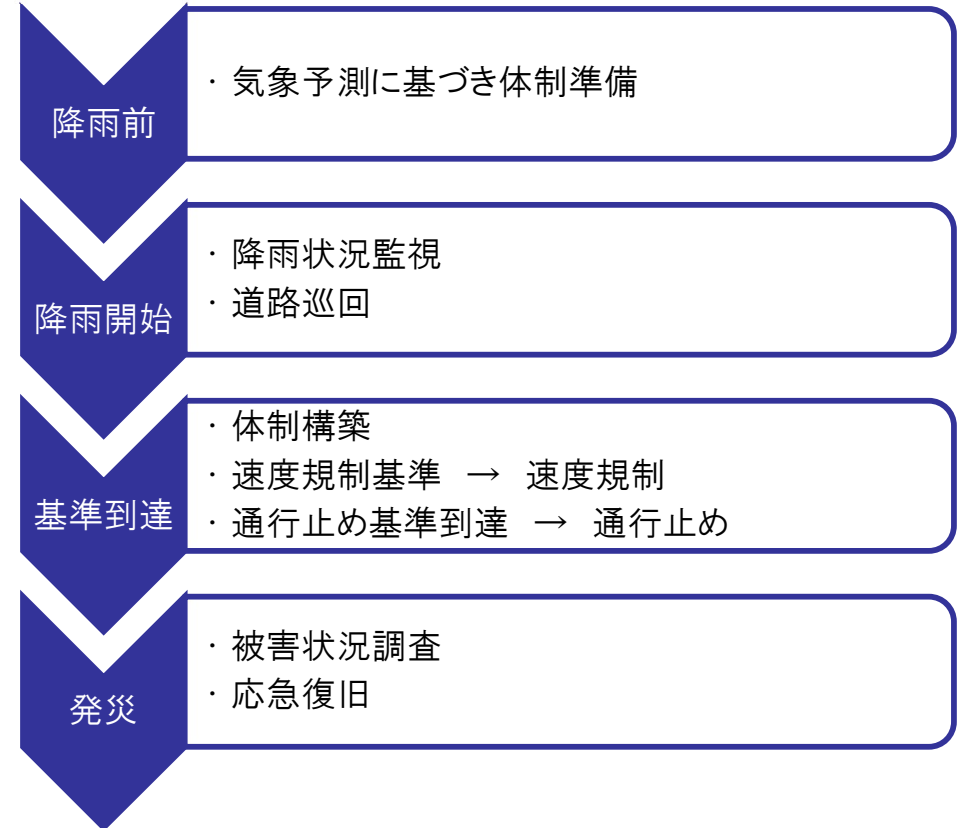 降雨前
・気象予測に基づき体制準備
降雨開始
・降雨状況監視
・道路巡回
基準到達
・体制構築
・速度規制基準 → 速度規制
・通行止め基準到達 → 通行止め
発災
・被害状況調査
・応急復旧